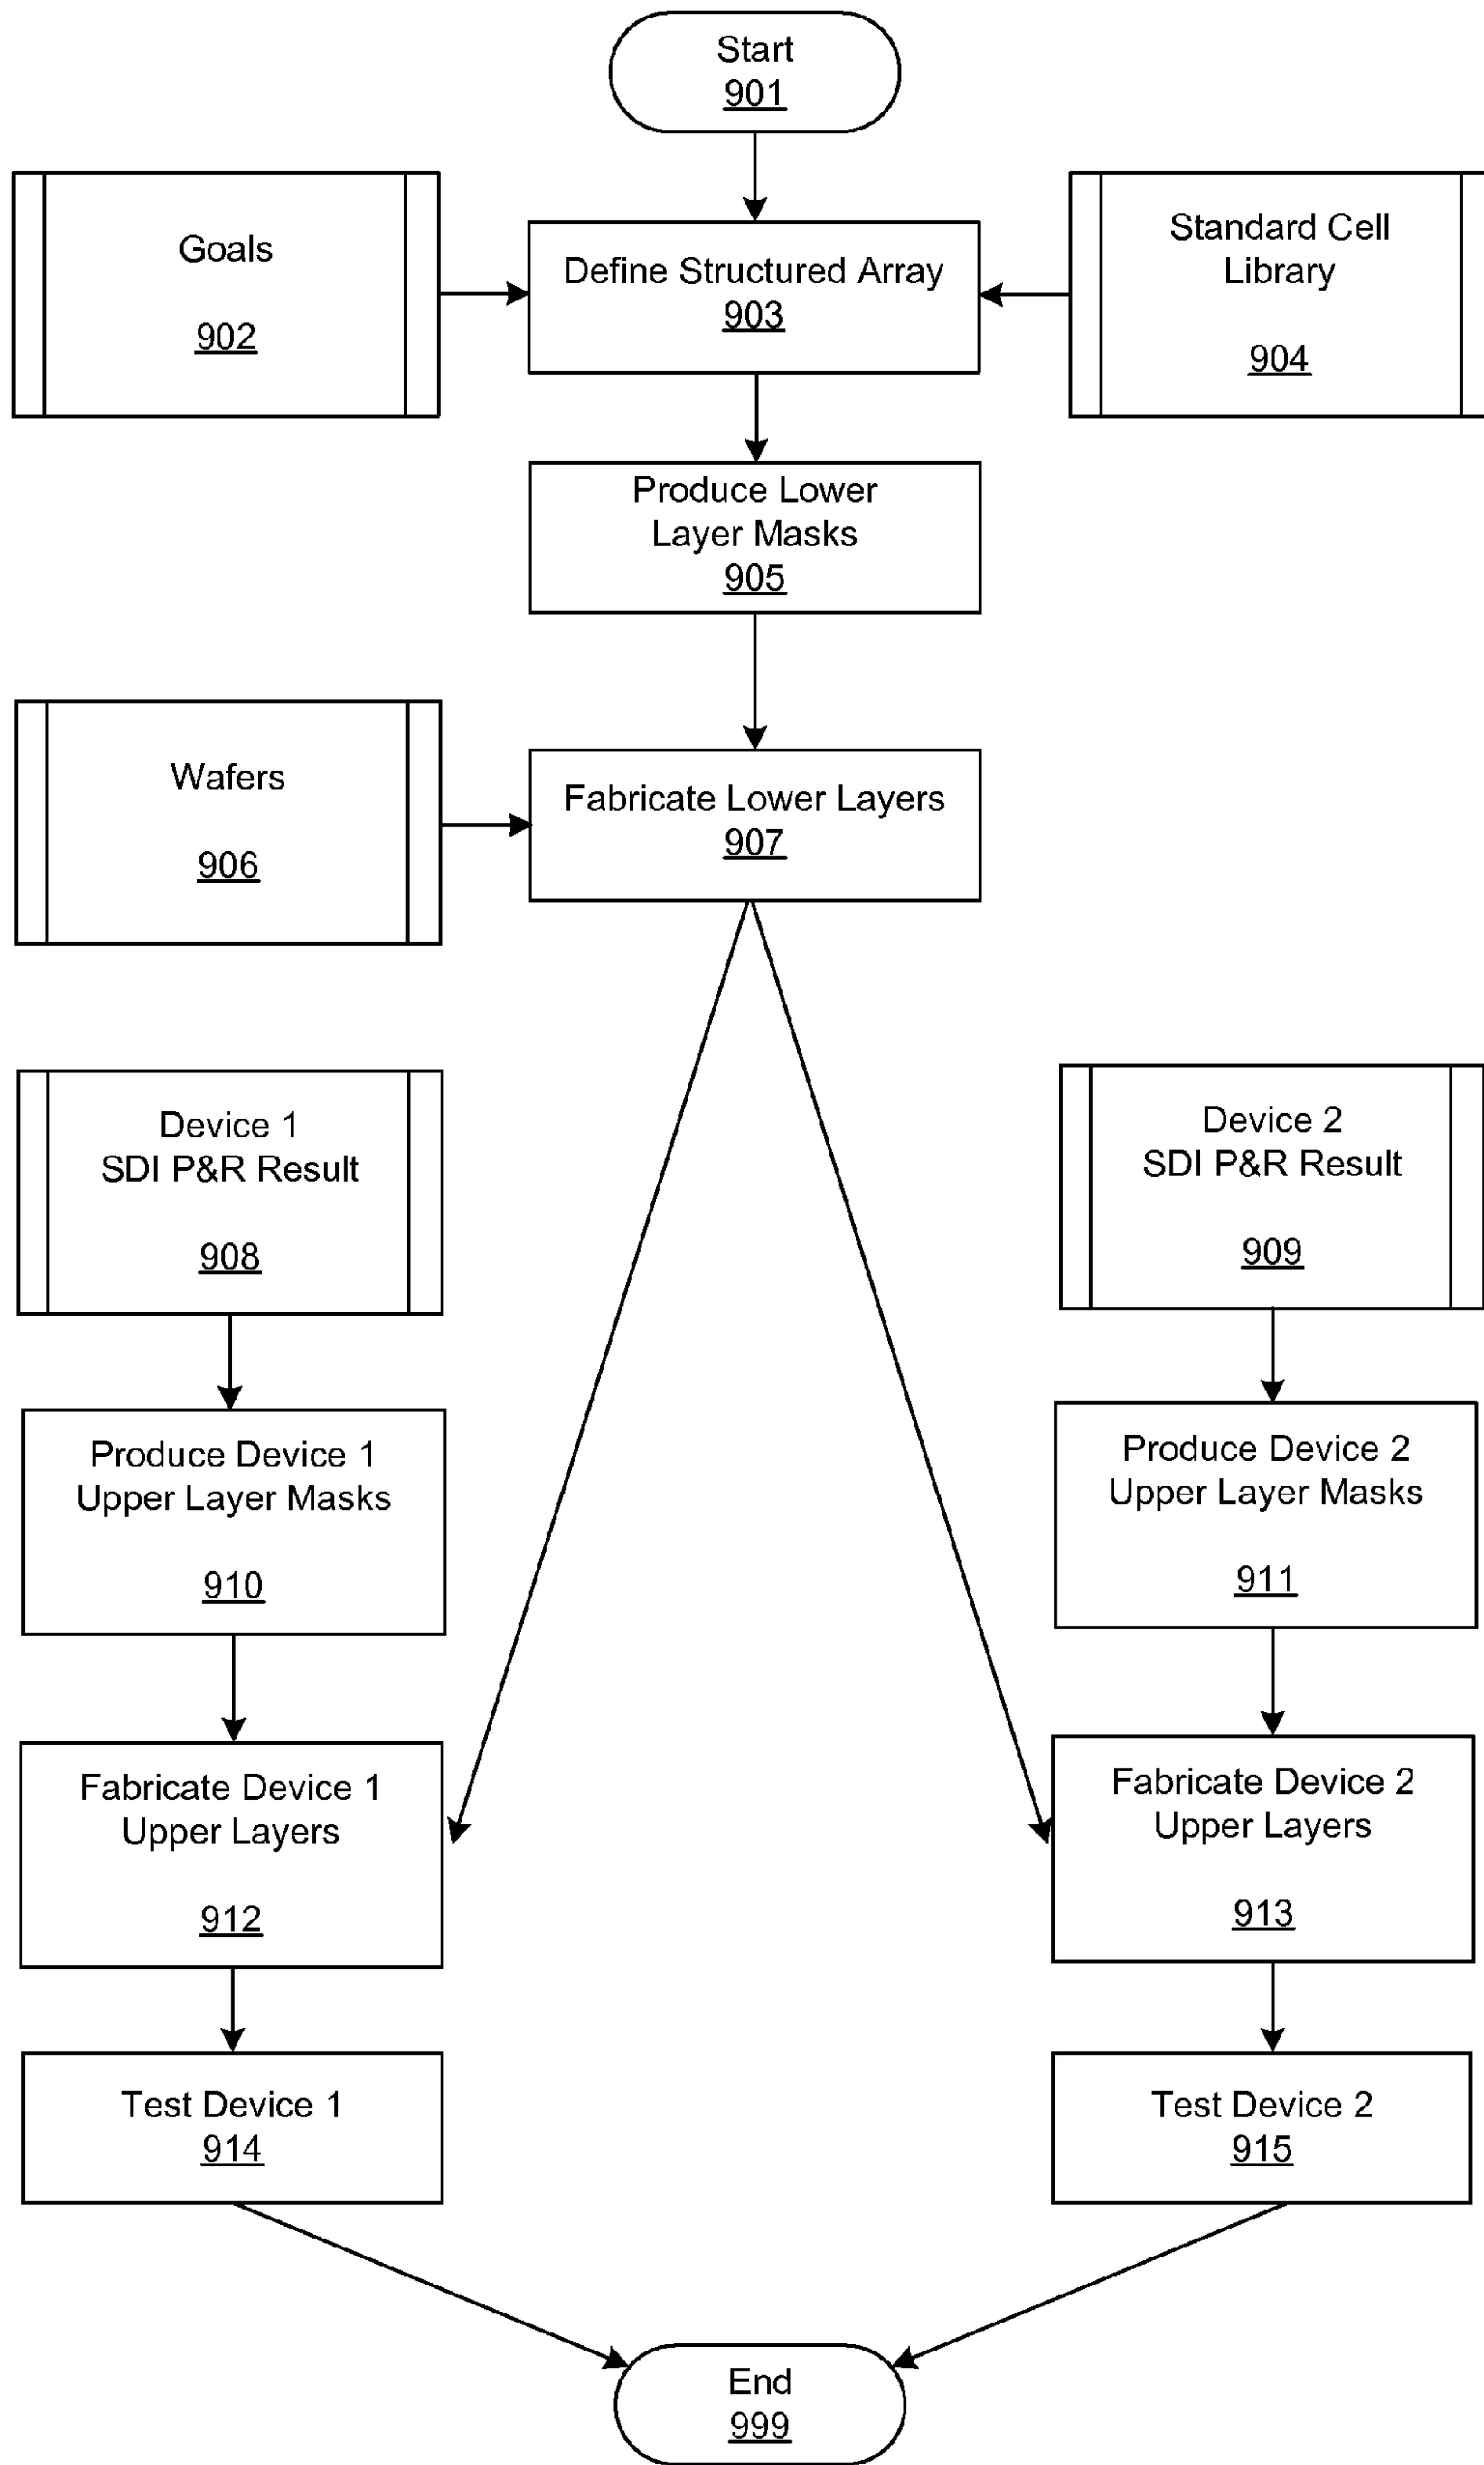 Start
901
Goals
902
Define Structured Array
903
Standard Cell
Library
904
Produce Lower
Layer Masks
905
Wafers
906
Fabricate Lower Layers
907
Device 1
SDI P&R Result
908
Device 2
SDI P&R Result
909
Produce Device 1
Upper Layer Masks
910
Produce Device 2
Upper Layer Masks
911
Fabricate Device 1
Upper Layers
912
Fabricate Device 2
Upper Layers
913
Test Device 1
914
Test Device 2
915
End
999